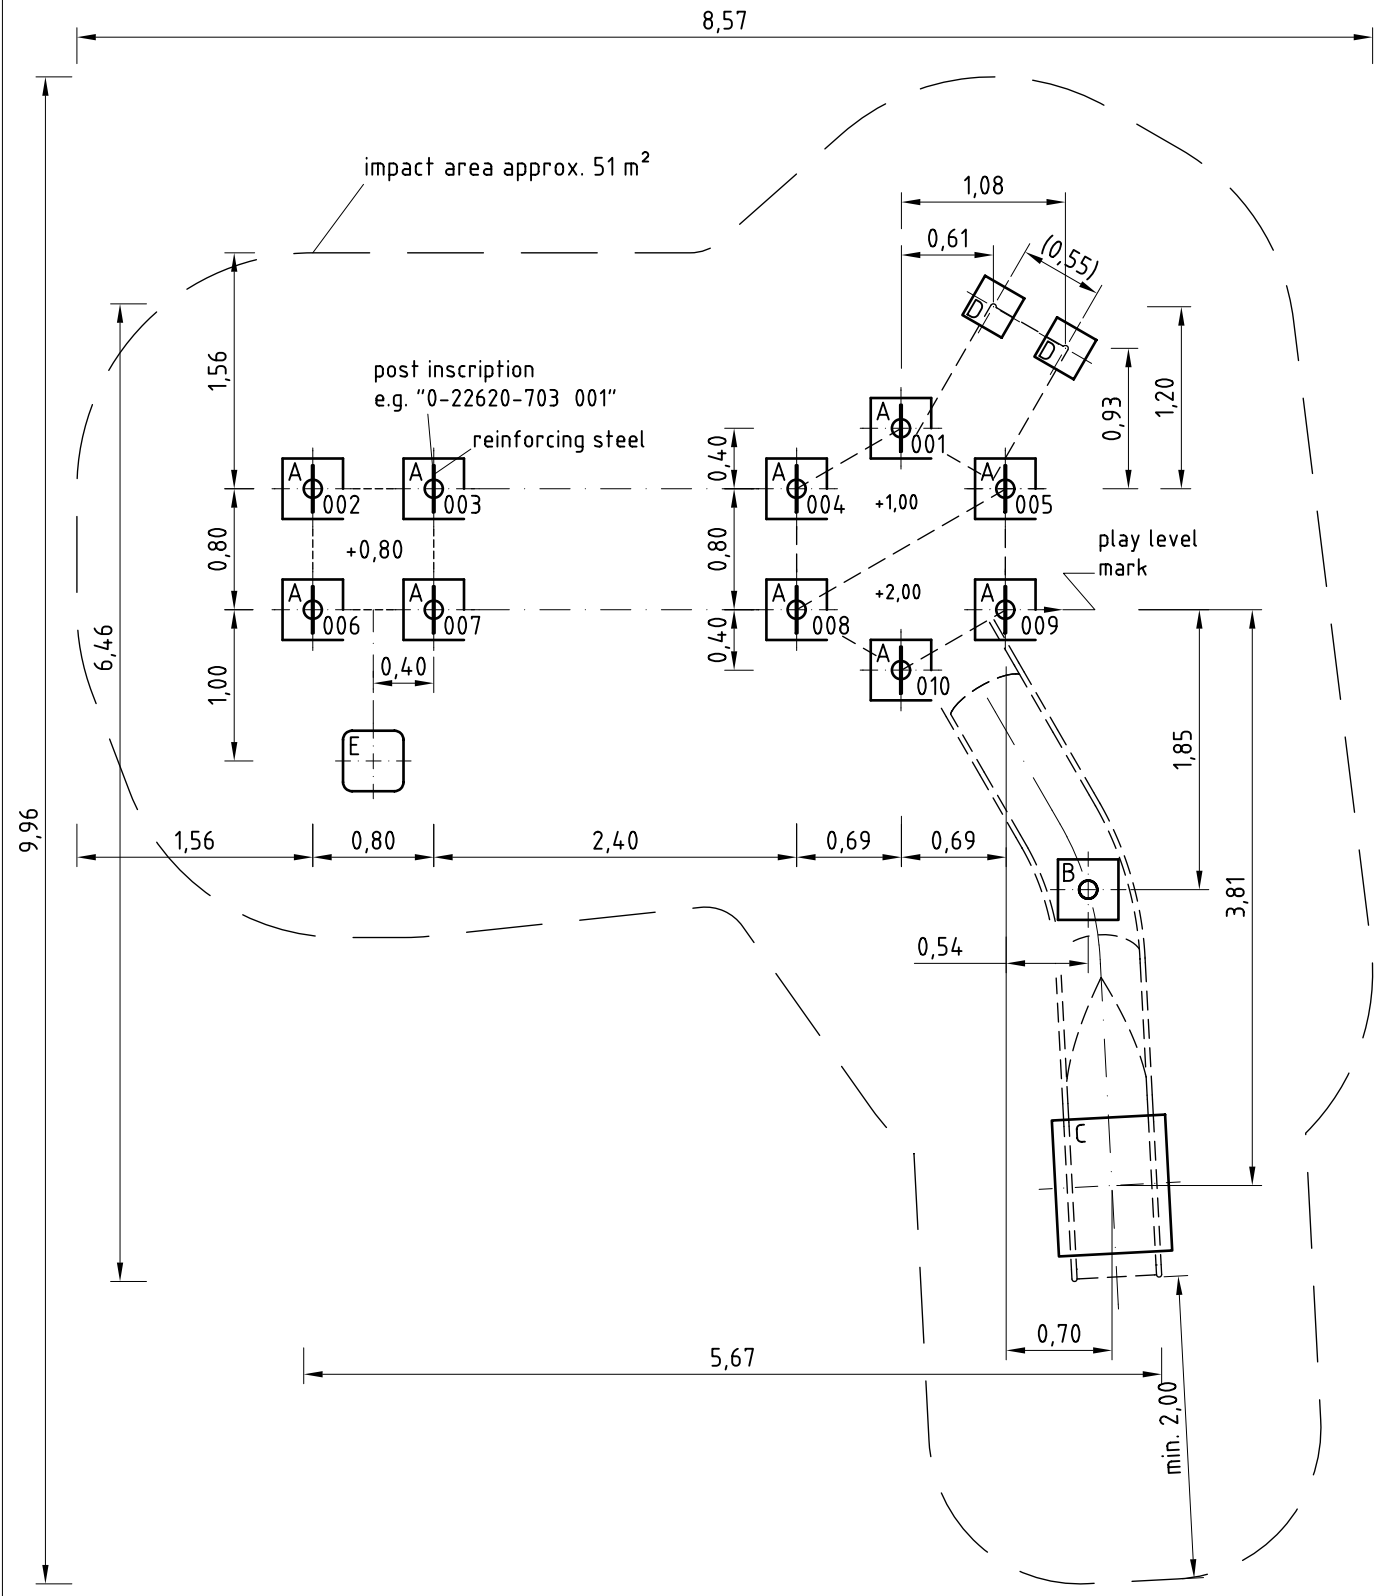 8,57
impact area approx. 51 m²
1,08
0,61
(0,55)
D
D
1,56
post inscription
e.g. "0-22620-703 001"
reinforcing steel
0,93
1,20
A
001
0,40
A
002
A
003
A
004
+1,00
A
005
0,80
+0,80
0,80
play level
mark
+2,00
A
006
A
007
A
008
A
009
6,46
1,00
0,40
0,40
A
010
E
1,85
9,96
1,56
0,80
2,40
0,69
0,69
B
3,81
0,54
C
0,70
5,67
min. 2,00